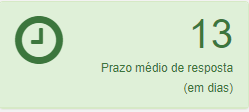 13
Prazo médio de resposta
(em dias)